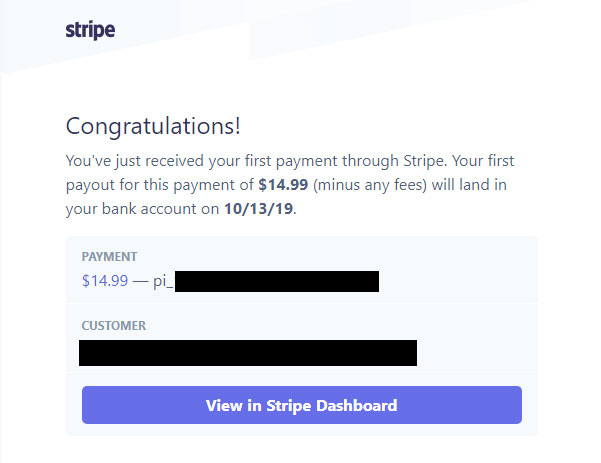 stripe
Congratulations!
You've just received your first payment through Stripe. Your first
payout for this payment of $14.99 (minus any fees) will land in
your bank account on 10/13/19.
PAYMENT
$14.99 — pi_
CUSTOMER
View in Stripe Dashboard